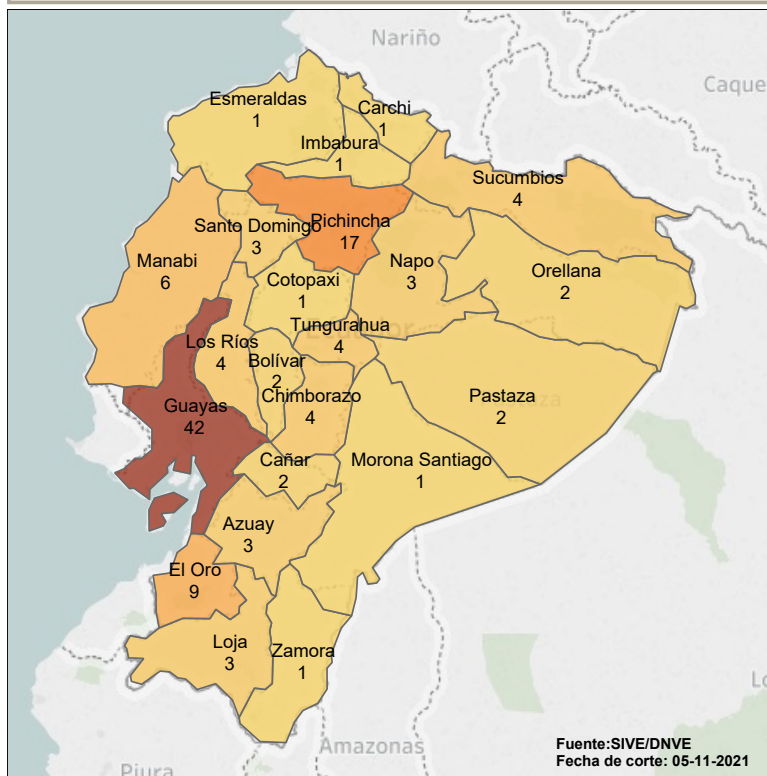 Nariño
Caque
Esmeraldas
1
Carchi
1
Imbabura
1
Sucumbios
4
Pichincha
17
Santo Domingo
3
Manabi
6
Napo
3
Orellana
2
Cotopaxi
1
Tungurahua
4
Ecuador
Los Ríos
4
Bolívar
2
Chimborazo
4
Pastaza
2
Guayas
42
Cañar
2
Morona Santiago
1
Azuay
3
El Oro
9
Loja
3
Zamora
1
Lo
Amazonas
Piura
Fuente:SIVE/DNVE
Fecha de corte: 05-11-2021